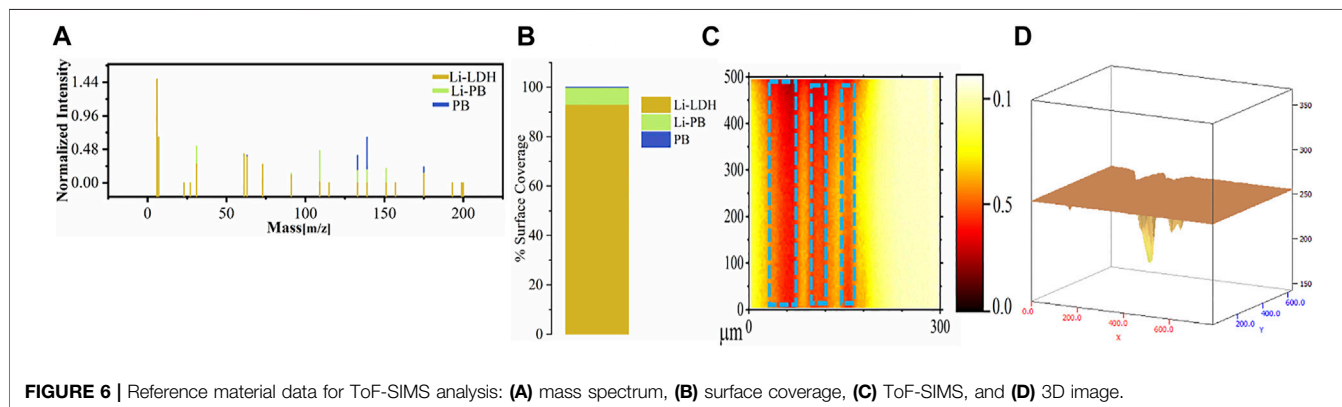 A
Normalized Intensity
1.44
0.96
0.48
0.00
Li-LDH
Li-PB
PB
0 50 100 150 200
Mass[m/z]
B
% Surface Coverage
100
80
60
40
20
0
Li-LDH
Li-PB
PB
C
500
400
300
200
100
0
µm
0 300
0.1
0.5
0.0
D
350
300
250
200
150
0.0
200.0
400.0
600.0
X
200.0
400.0
600.0
Y
FIGURE 6 | Reference material data for ToF-SIMS analysis: (A) mass spectrum, (B) surface coverage, (C) ToF-SIMS, and (D) 3D image.